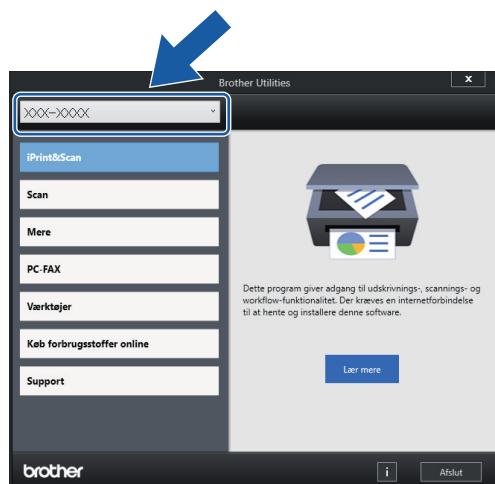 Brother Utilities
x
XXX-XXXX
iPrint&Scan
Scan
Mere
PC-FAX
Værktøjer
Køb forbrugsstoffer online
Support
Dette program giver adgang til udskrivnings-, scannings- og
workflow-funktionalitet. Der kræves en internetforbindelse
til at hente og installere denne software.
Lær mere
brother
i
Afslut